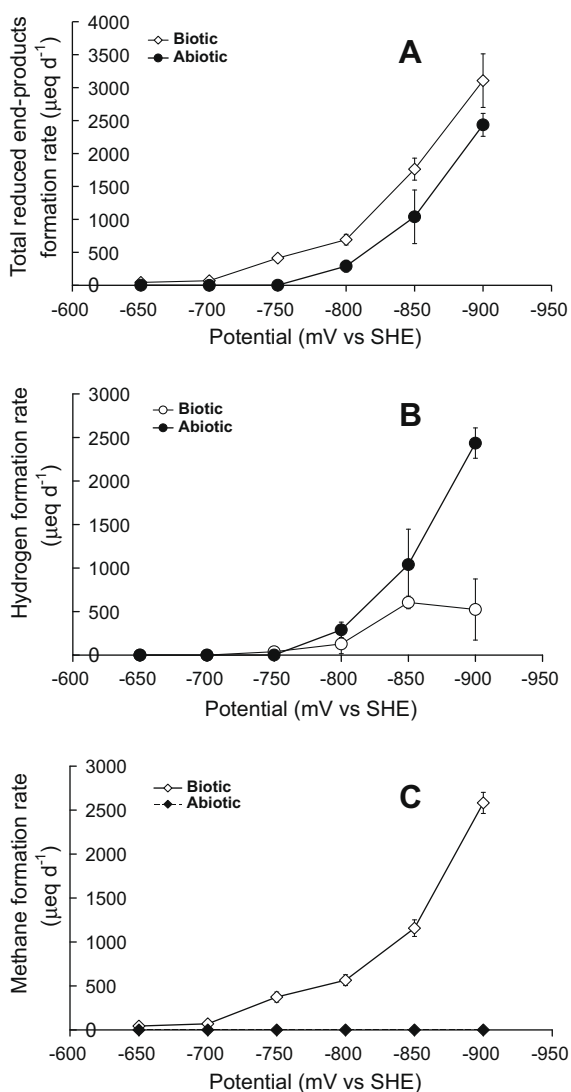 Total reduced end-products
formation rate (μeq d⁻¹)
4000
3500
3000
2500
2000
1500
1000
500
0
Biotic
Abiotic
A
-600 -650 -700 -750 -800 -850 -900 -950
Potential (mV vs SHE)
Hydrogen formation rate
(μeq d⁻¹)
3000
2500
2000
1500
1000
500
0
Biotic
Abiotic
B
-600 -650 -700 -750 -800 -850 -900 -950
Potential (mV vs SHE)
Methane formation rate
(μeq d⁻¹)
3000
2500
2000
1500
1000
500
0
Biotic
Abiotic
C
-600 -650 -700 -750 -800 -850 -900 -950
Potential (mV vs SHE)